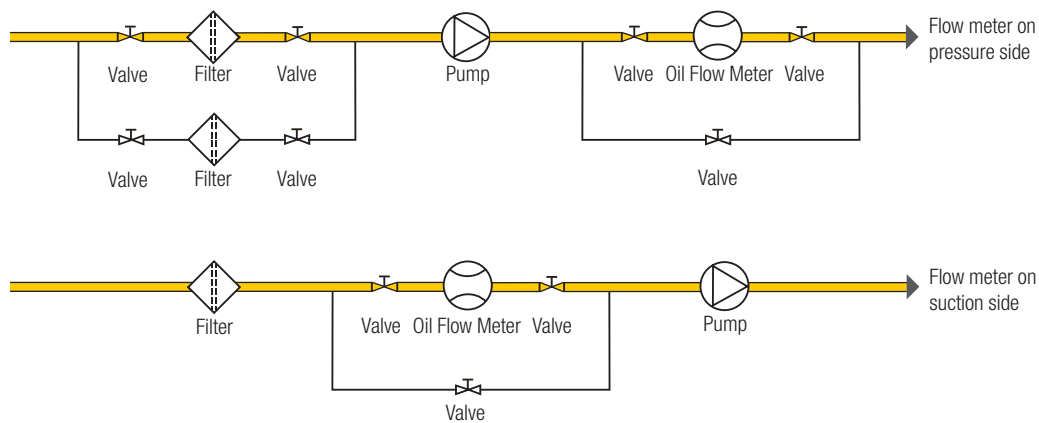 Flow meter on
pressure side
Valve Filter Valve Pump Valve Oil Flow Meter Valve
Valve Filter Valve Valve
Flow meter on
suction side
Filter Valve Oil Flow Meter Valve Pump
Valve